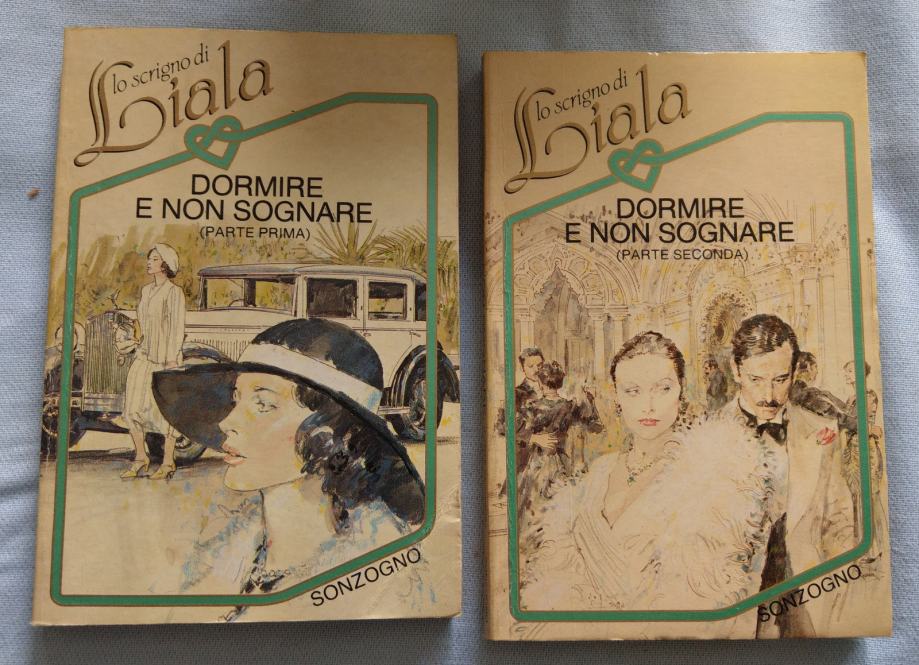 lo scrigno di
Liala
DORMIRE
E NON SOGNARE
(PARTE PRIMA)
SONZOGNO
lo scrigno di
Liala
DORMIRE
E NON SOGNARE
(PARTE SECONDA)
SONZOGNO